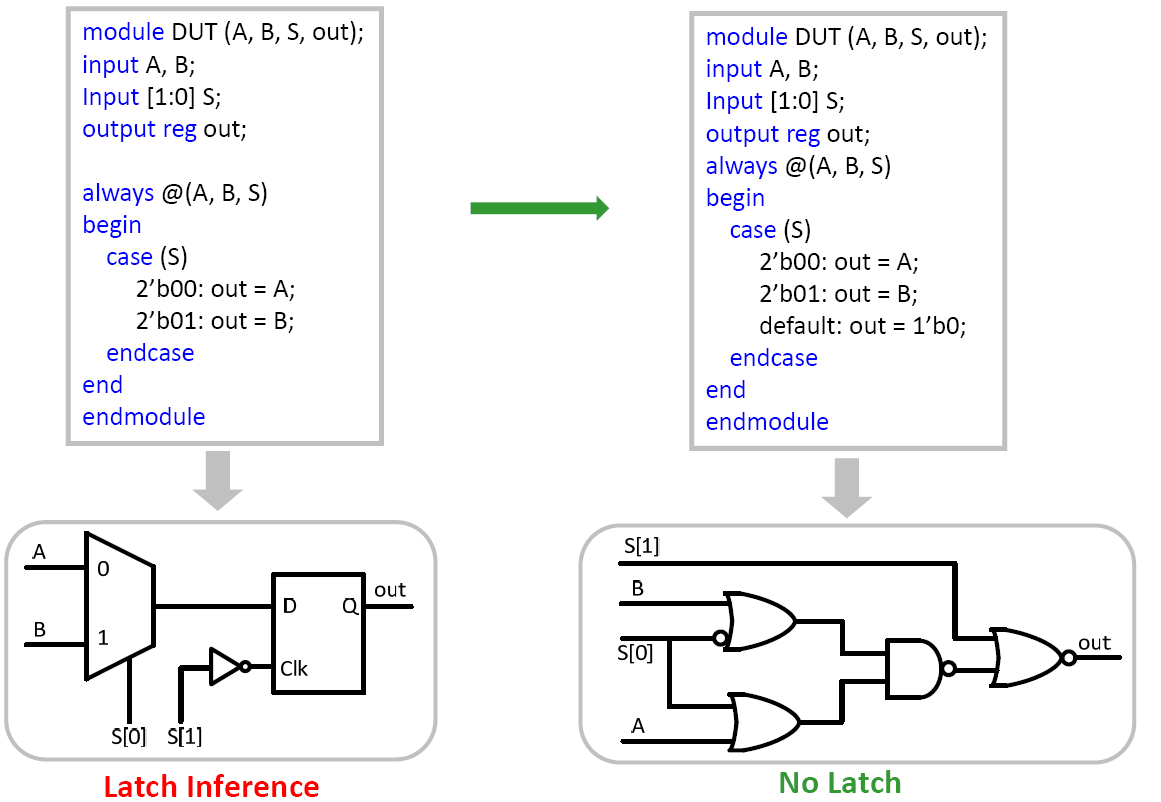 module DUT (A, B, S, out);
input A, B;
Input [1:0] S;
output reg out;
always @(A, B, S)
begin
case (S)
2’b00: out = A;
2’b01: out = B;
endcase
end
endmodule
module DUT (A, B, S, out);
input A, B;
Input [1:0] S;
output reg out;
always @(A, B, S)
begin
case (S)
2’b00: out = A;
2’b01: out = B;
default: out = 1’b0;
endcase
end
endmodule
A
0
B
1
D
Q
out
Clk
S[0]
S[1]
Latch Inference
S[1]
B
S[0]
A
out
No Latch